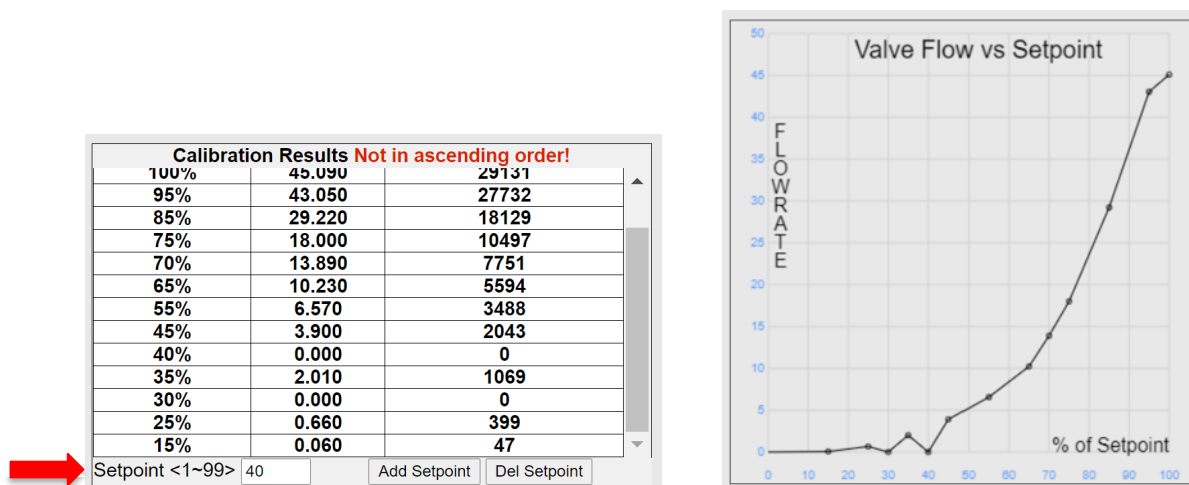 Calibration Results Not in ascending order!
100% 45.090 29131
95% 43.050 27732
85% 29.220 18129
75% 18.000 10497
70% 13.890 7751
65% 10.230 5594
55% 6.570 3488
45% 3.900 2043
40% 0.000 0
35% 2.010 1069
30% 0.000 0
25% 0.660 399
15% 0.060 47
Setpoint <1~99> 40 Add Setpoint Del Setpoint
Valve Flow vs Setpoint
FLOWRATE
50
45
40
35
30
25
20
15
10
5
0
% of Setpoint
0 10 20 30 40 50 60 70 80 90 100